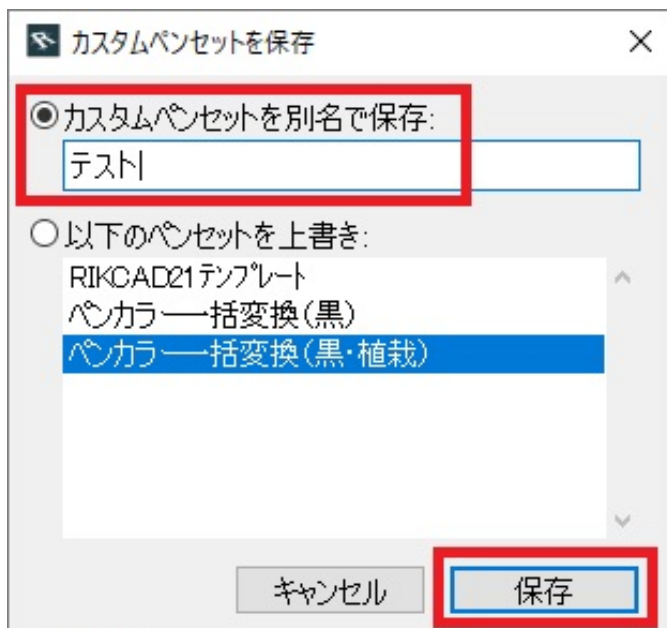 カスタムペンセットを保存
カスタムペンセットを別名で保存:
テスト
以下のペンセットを上書き:
RIKCAD21テンプレート
ペンカラー一括変換(黒)
ペンカラー一括変換(黒・植栽)
キャンセル
保存